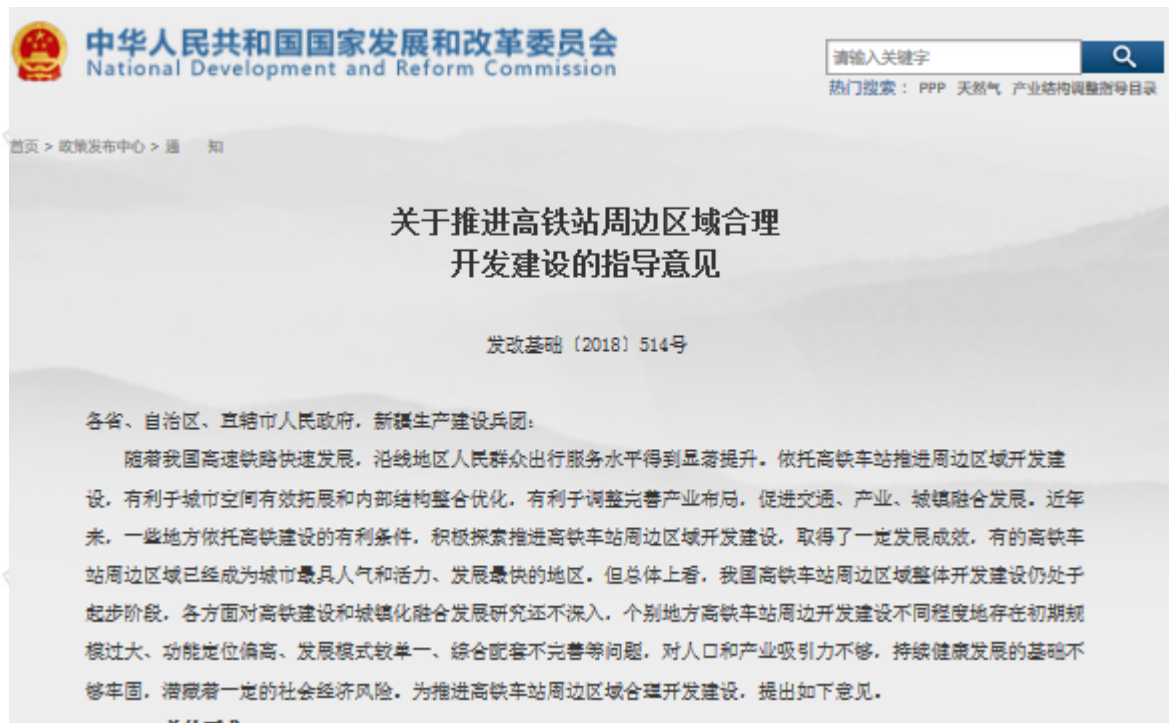 中华人民共和国国家发展和改革委员会
National Development and Reform Commission
请输入关键字
热门搜索： PPP 天然气 产业结构调整指导目录
首页 > 政策发布中心 > 通 知
关于推进高铁站周边区域合理
开发建设的指导意见
发改基础〔2018〕514号
各省、自治区、直辖市人民政府，新疆生产建设兵团：
随着我国高速铁路快速发展，沿线地区人民群众出行服务水平得到显著提升。依托高铁车站推进周边区域开发建
设，有利于城市空间有效拓展和内部结构整合优化，有利于调整完善产业布局，促进交通、产业、城镇融合发展。近年
来，一些地方依托高铁建设的有利条件，积极探索推进高铁车站周边区域开发建设，取得了一定发展成效，有的高铁车
站周边区域已经成为城市最具人气和活力、发展最快的地区。但总体上看，我国高铁车站周边区域整体开发建设仍处于
起步阶段，各方面对高铁建设和城镇化融合发展研究还不深入，个别地方高铁车站周边开发建设不同程度地存在初期规
模过大、功能定位偏高、发展模式较单一、综合配套不完善等问题，对人口和产业吸引力不够，持续健康发展的基础不
够牢固，潜藏着一定的社会经济风险。为推进高铁车站周边区域合理开发建设，提出如下意见。